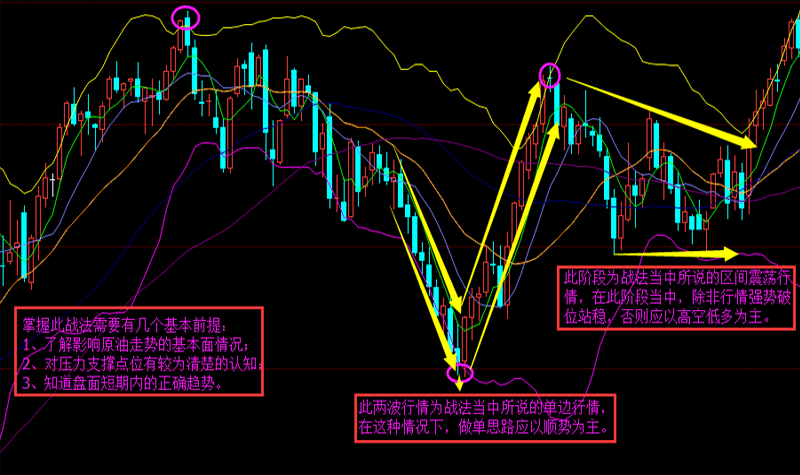 掌握此战法需要有几个基本前提:
1、了解影响原油走势的基本面情况;
2、对压力支撑点位有较为清楚的认知;
3、知道盘面短期内的正确趋势。
此两波行情为战法当中所说的单边行情,
在这种情况下，做单思路应以顺势为主。
此阶段为战法当中所说的区间震荡行
情，在此阶段当中，除非行情强势破
位站稳，否则应以高空低多为主。